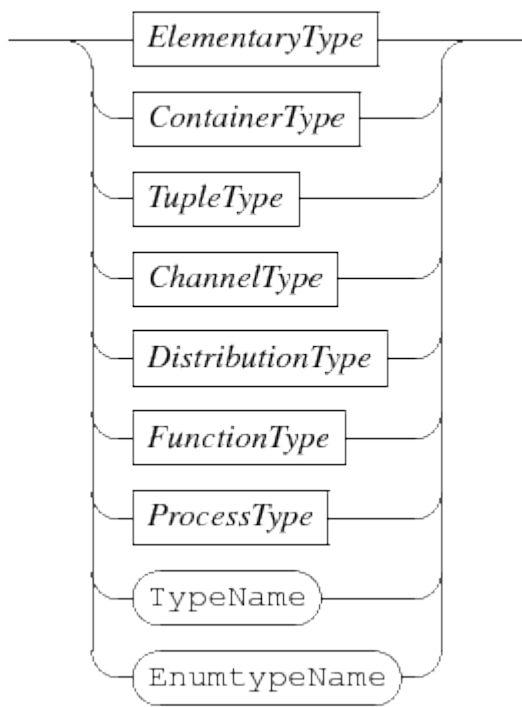 ElementaryType
ContainerType
TupleType
ChannelType
DistributionType
FunctionType
ProcessType
TypeName
EnumtypeName